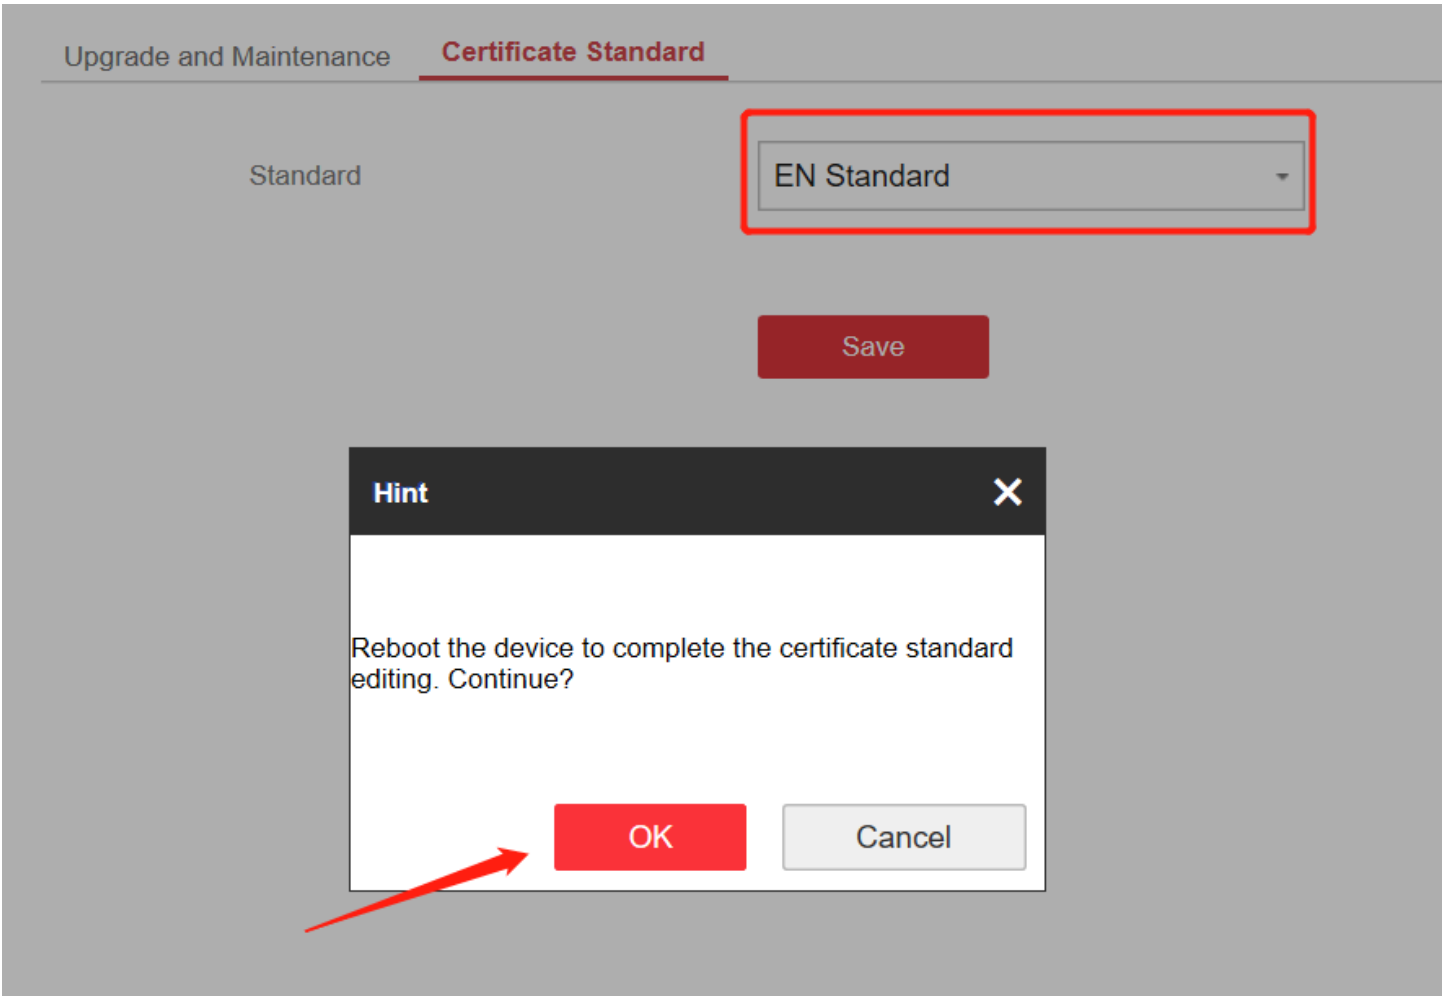 Upgrade and Maintenance Certificate Standard
Standard EN Standard
Save
Hint
Reboot the device to complete the certificate standard
editing. Continue?
OK Cancel